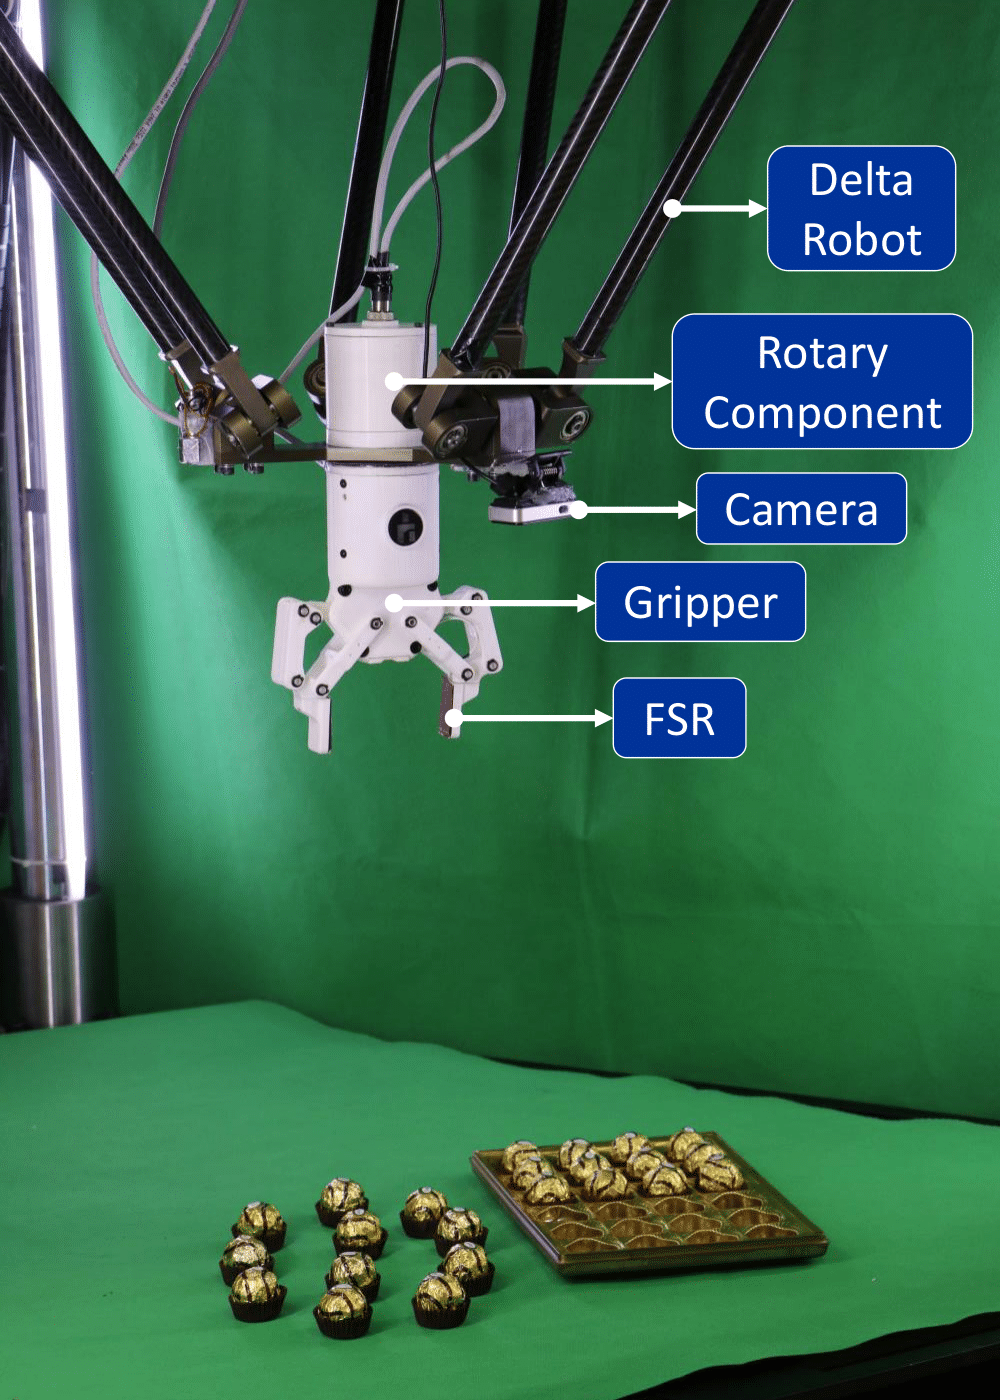 Delta
Robot
Rotary
Component
Camera
Gripper
FSR